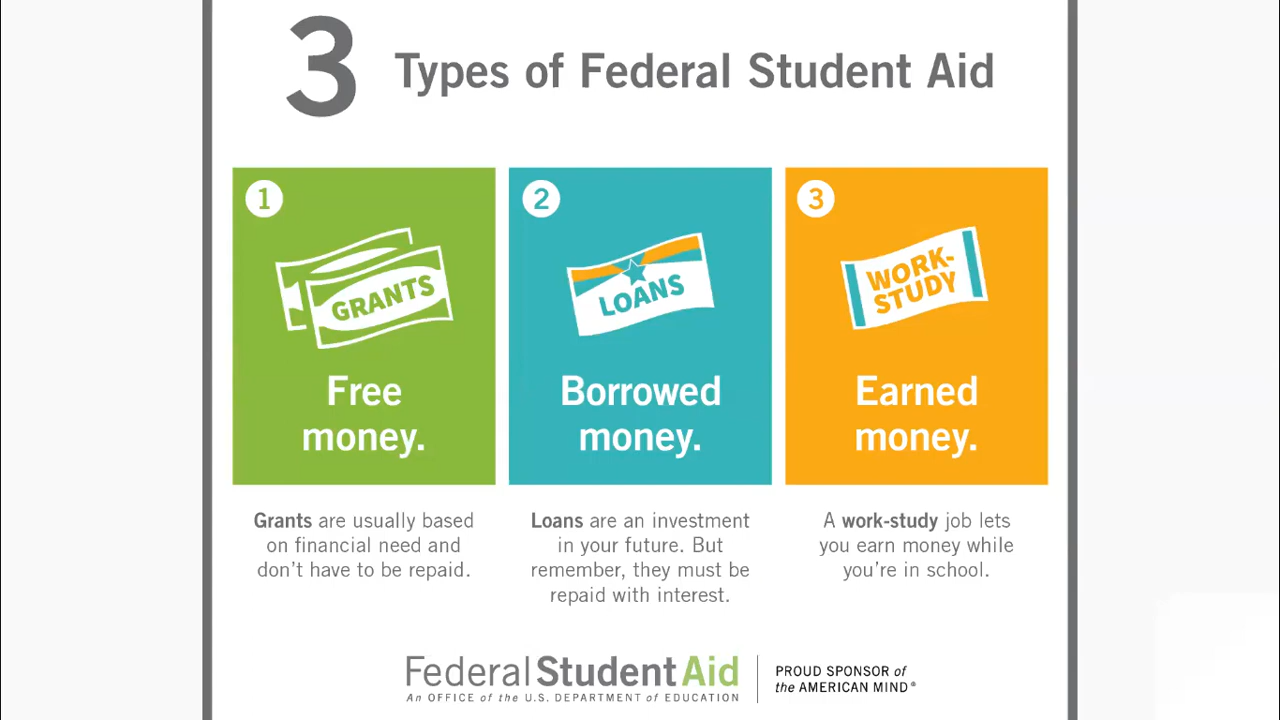 3 Types of Federal Student Aid
1
GRANTS
Free
money.
Grants are usually based
on financial need and
don't have to be repaid.
2
LOANS
Borrowed
money.
Loans are an investment
in your future. But
remember, they must be
repaid with interest.
3
WORK-
STUDY
Earned
money.
A work-study job lets
you earn money while
you're in school.
Federal Student Aid
An OFFICE of the U.S. DEPARTMENT of EDUCATION
PROUD SPONSOR of
the AMERICAN MIND®